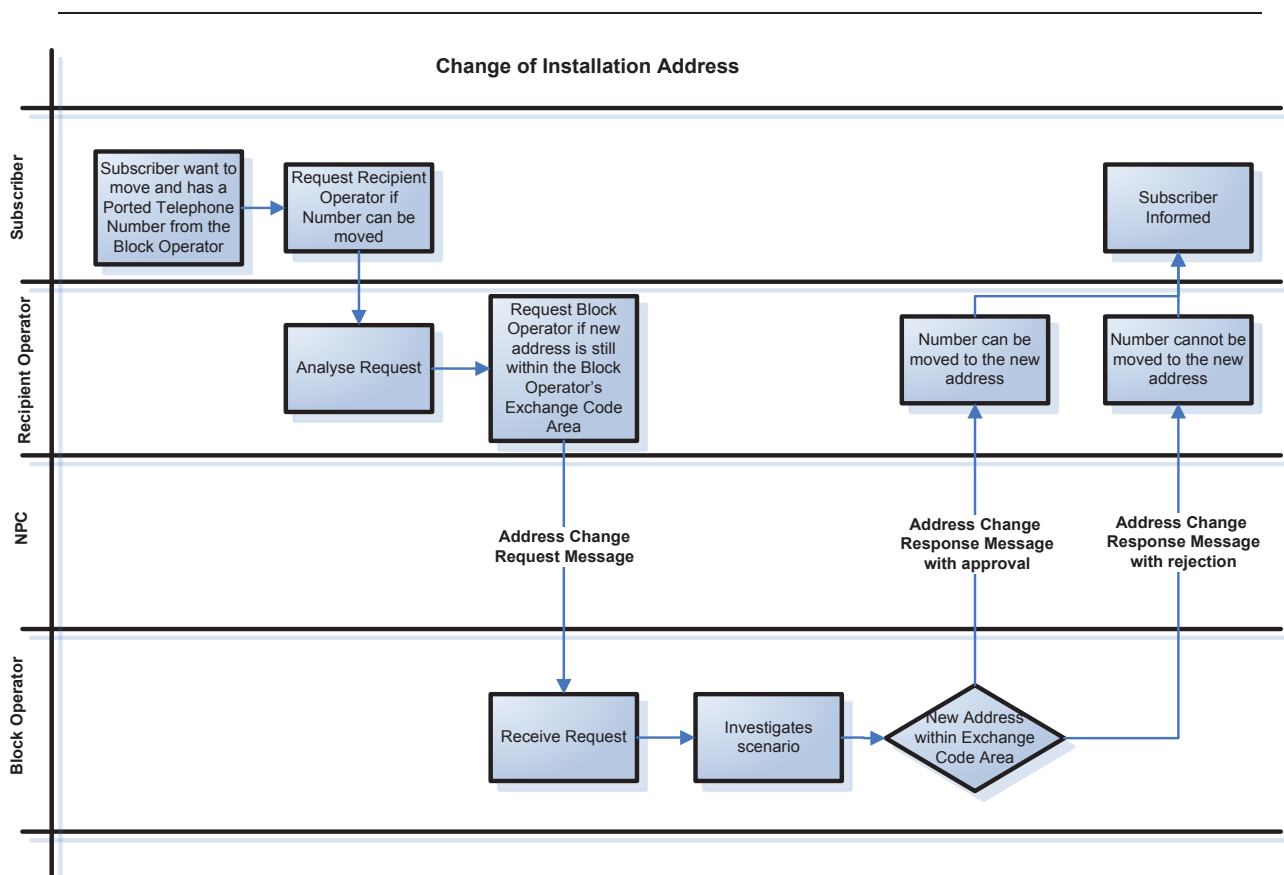 Change of Installation Address
Subscriber
Subscriber want to
move and has a
Ported Telephone
Number from the
Block Operator
Request Recipient
Operator if
Number can be
moved
Subscriber
Informed
Recipient Operator
Analyse Request
Request Block
Operator if new
address is still
within the Block
Operator's
Exchange Code
Area
Number can be
moved to the new
address
Number cannot be
moved to the new
address
NPC
Address Change
Request Message
Address Change
Response Message
with approval
Address Change
Response Message
with rejection
Block Operator
Receive Request
Investigates
scenario
New Address
within Exchange
Code Area